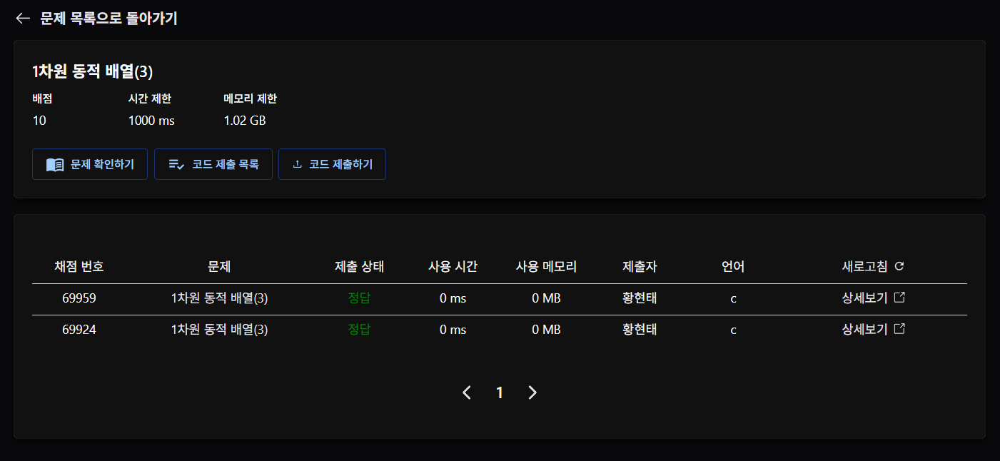 문제 목록으로 돌아가기
1차원 동적 배열(3)
배점 시간 제한 메모리 제한
10 1000 ms 1.02 GB
문제 확인하기 코드 제출 목록 코드 제출하기
채점 번호 문제 제출 상태 사용 시간 사용 메모리 제출자 언어 새로고침
69959 1차원 동적 배열(3) 정답 0 ms 0 MB 황현태 c 상세보기
69924 1차원 동적 배열(3) 정답 0 ms 0 MB 황현태 c 상세보기
1